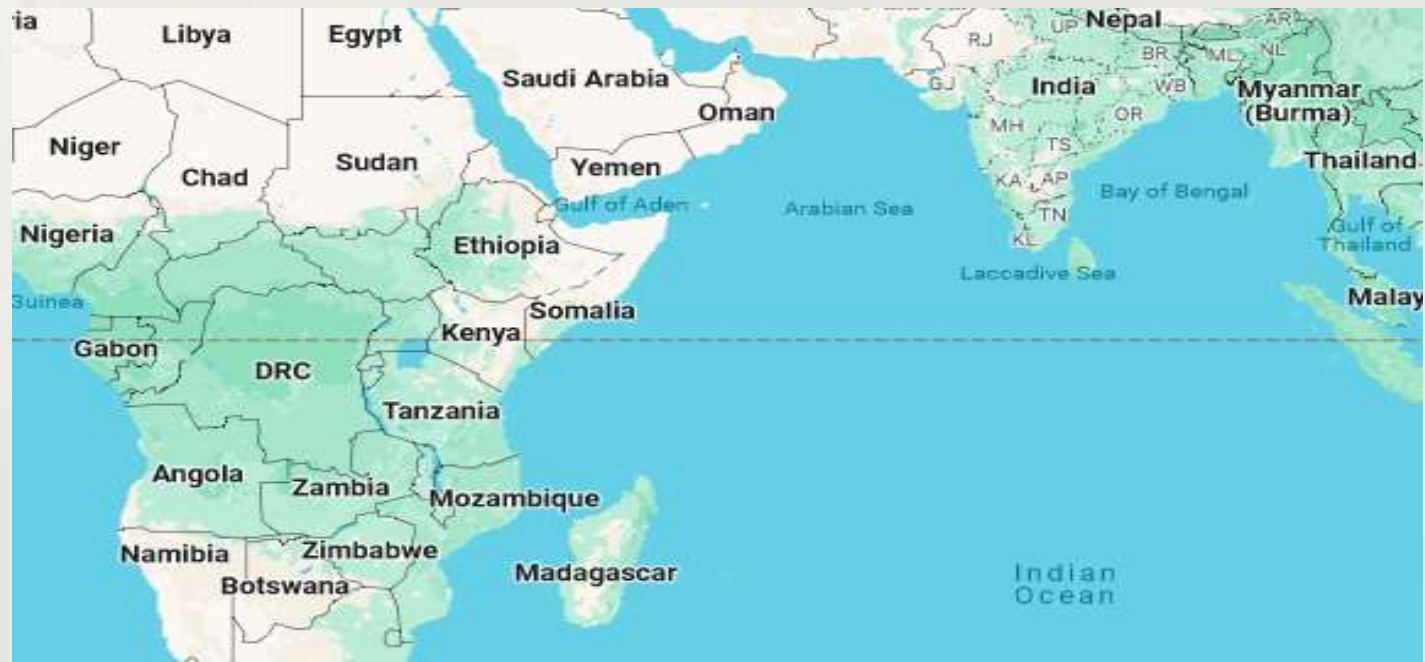 ria
Libya
Egypt
Nepal
UP
AR
RJ
BR
ML
NL
Saudi Arabia
GJ
India
WB
Myanmar
(Burma)
Oman
OR
MH
Niger
TS
Sudan
Yemen
Thailand
Chad
KA
AP
Bay of Bengal
Gulf of Aden
Arabian Sea
TN
Nigeria
Gulf of
Thailand
KL
Ethiopia
Laccadive Sea
Guinea
Malay
Somalia
Kenya
Gabon
DRC
Tanzania
Angola
Zambia
Mozambique
Namibia
Zimbabwe
Botswana
Madagascar
Indian
Ocean